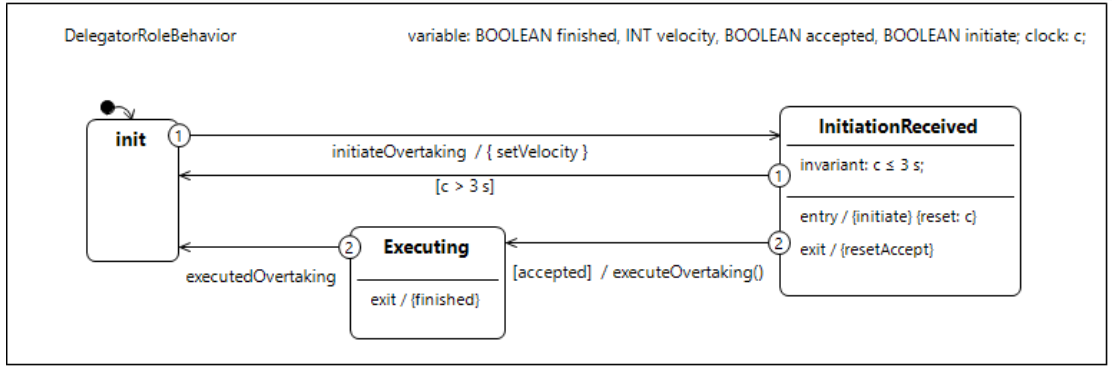 DelegatorRoleBehavior
variable: BOOLEAN finished, INT velocity, BOOLEAN accepted, BOOLEAN initiate; clock: c;
init
1
initiateOvertaking / { setVelocity }
InitiationReceived
invariant: c ≤ 3 s;
1
[c > 3 s]
entry / {initiate} {reset: c}
exit / {resetAccept}
2
[accepted] / executeOvertaking()
2
Executing
exit / {finished}
executedOvertaking